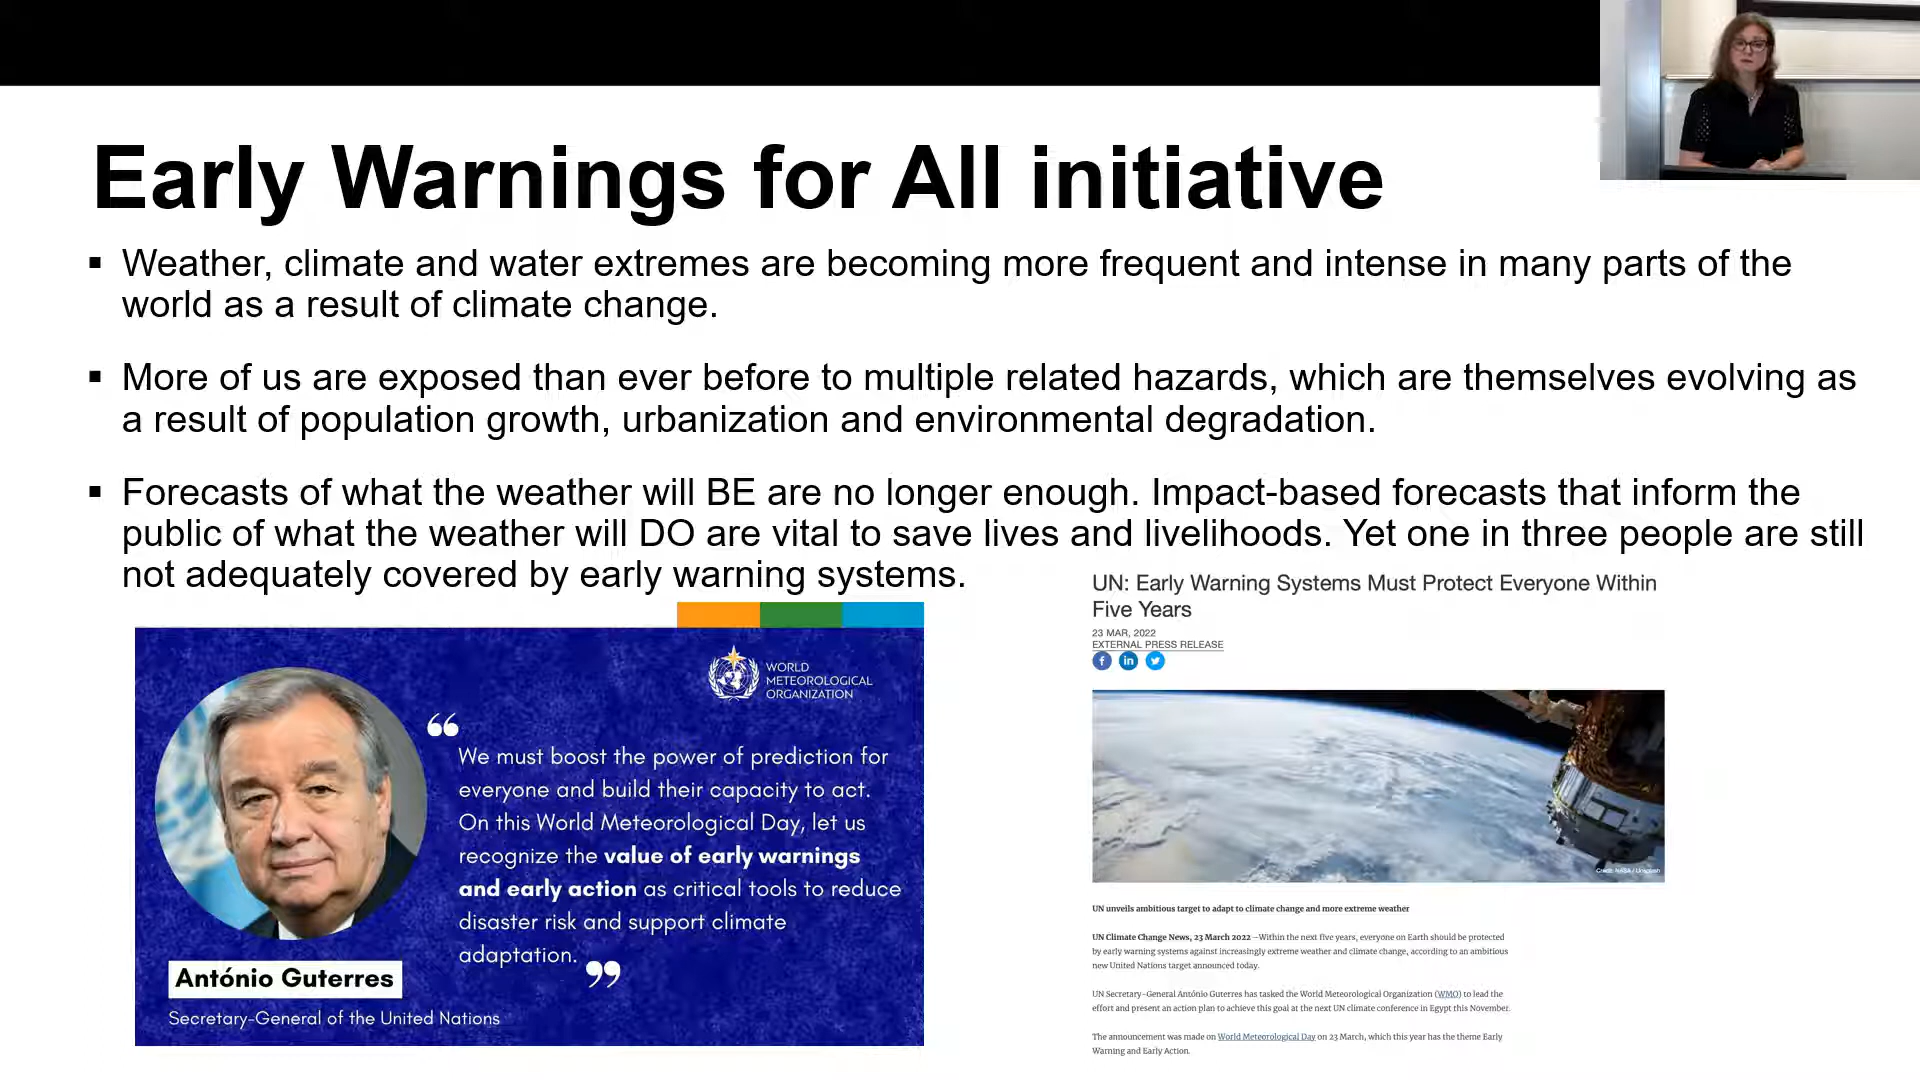 Early Warnings for All initiative
▪ Weather, climate and water extremes are becoming more frequent and intense in many parts of the
world as a result of climate change.
▪ More of us are exposed than ever before to multiple related hazards, which are themselves evolving as
a result of population growth, urbanization and environmental degradation.
▪ Forecasts of what the weather will BE are no longer enough. Impact-based forecasts that inform the
public of what the weather will DO are vital to save lives and livelihoods. Yet one in three people are still
not adequately covered by early warning systems.
WORLD
METEOROLOGICAL
ORGANIZATION
“
We must boost the power of prediction for
everyone and build their capacity to act.
On this World Meteorological Day, let us
recognize the value of early warnings
and early action as critical tools to reduce
disaster risk and support climate
adaptation.
”
António Guterres
Secretary-General of the United Nations
UN: Early Warning Systems Must Protect Everyone Within
Five Years
23 MAR, 2022
EXTERNAL PRESS RELEASE
f in
Credit: NASA / Unsplash
UN unveils ambitious target to adapt to climate change and more extreme weather
UN Climate Change News, 23 March 2022 – Within the next five years, everyone on Earth should be protected
by early warning systems against increasingly extreme weather and climate change, according to an ambitious
new United Nations target announced today.
UN Secretary-General António Guterres has tasked the World Meteorological Organization (WMO) to lead the
effort and present an action plan to achieve this goal at the next UN climate conference in Egypt this November.
The announcement was made on World Meteorological Day on 23 March, which this year has the theme Early
Warning and Early Action.